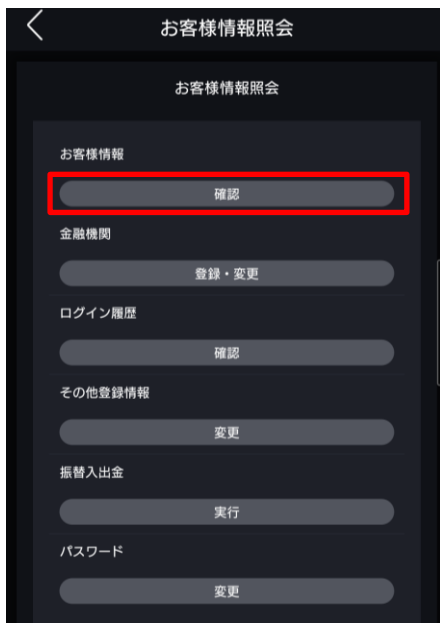 お客様情報照会
お客様情報照会
お客様情報
確認
金融機関
登録・変更
ログイン履歴
確認
その他登録情報
変更
振替入出金
実行
パスワード
変更